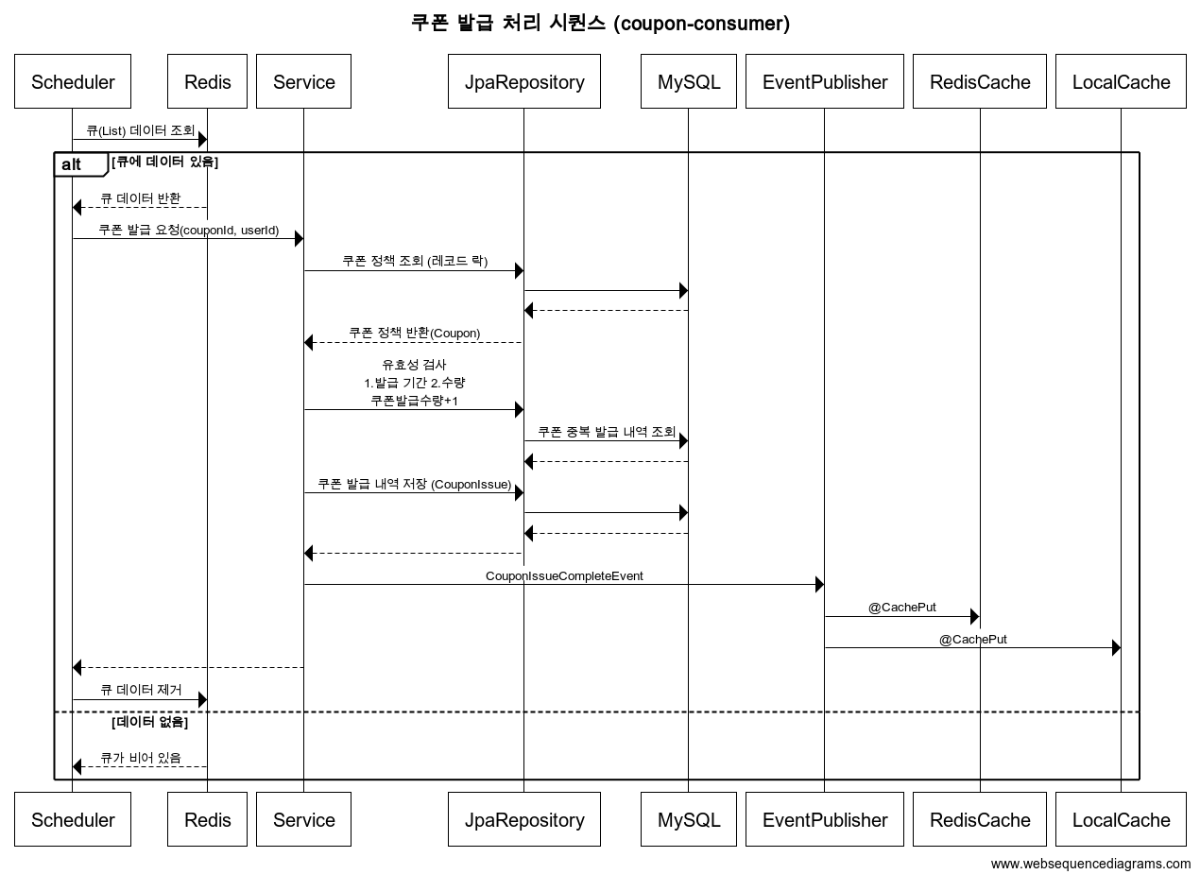 쿠폰 발급 처리 시퀀스 (coupon-consumer)
Scheduler
Redis
Service
JpaRepository
MySQL
EventPublisher
RedisCache
LocalCache
큐(List) 데이터 조회
alt
[큐에 데이터 있음]
큐 데이터 반환
쿠폰 발급 요청(couponId, userId)
쿠폰 정책 조회 (레코드 락)
쿠폰 정책 반환(Coupon)
유효성 검사
1.발급 기간 2.수량
쿠폰발급수량+1
쿠폰 중복 발급 내역 조회
쿠폰 발급 내역 저장 (CouponIssue)
CouponIssueCompleteEvent
@CachePut
@CachePut
큐 데이터 제거
[데이터 없음]
큐가 비어 있음
Scheduler
Redis
Service
JpaRepository
MySQL
EventPublisher
RedisCache
LocalCache
www.websequencediagrams.com